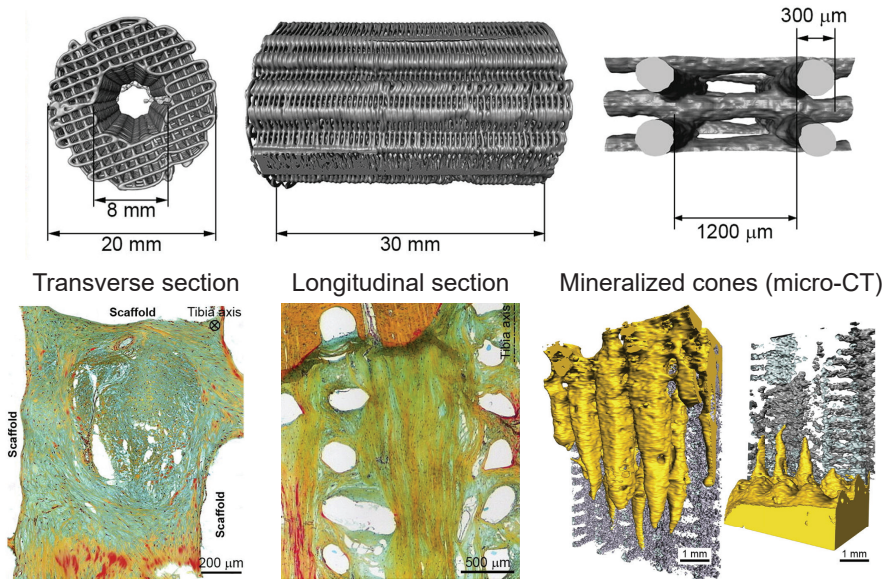 300 μm
8 mm
20 mm
30 mm
1200 μm
Transverse section
Longitudinal section
Mineralized cones (micro-CT)
Scaffold
Tibia axis
Scaffold
Scaffold
200 μm
Tibia axis
500 μm
1 mm
1 mm